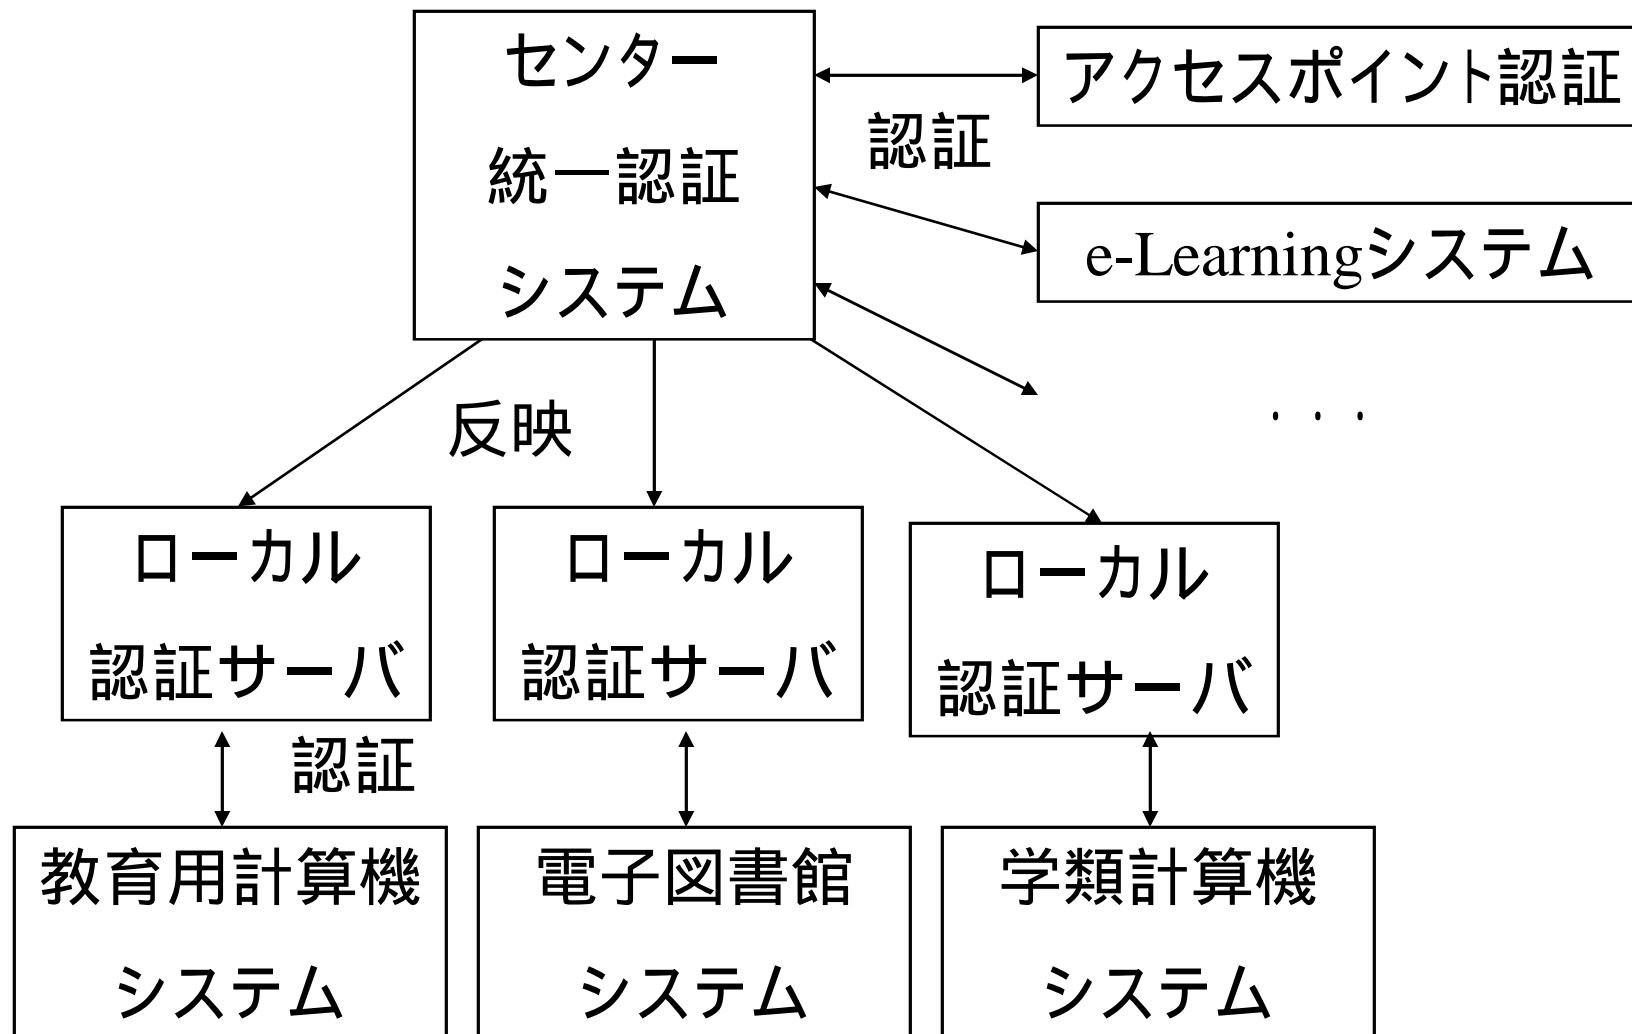 センター
統一認証
システム
アクセスポイント認証
認証
e-Learningシステム
・・・
反映
ローカル
認証サーバ
ローカル
認証サーバ
ローカル
認証サーバ
認証
教育用計算機
システム
電子図書館
システム
学類計算機
システム